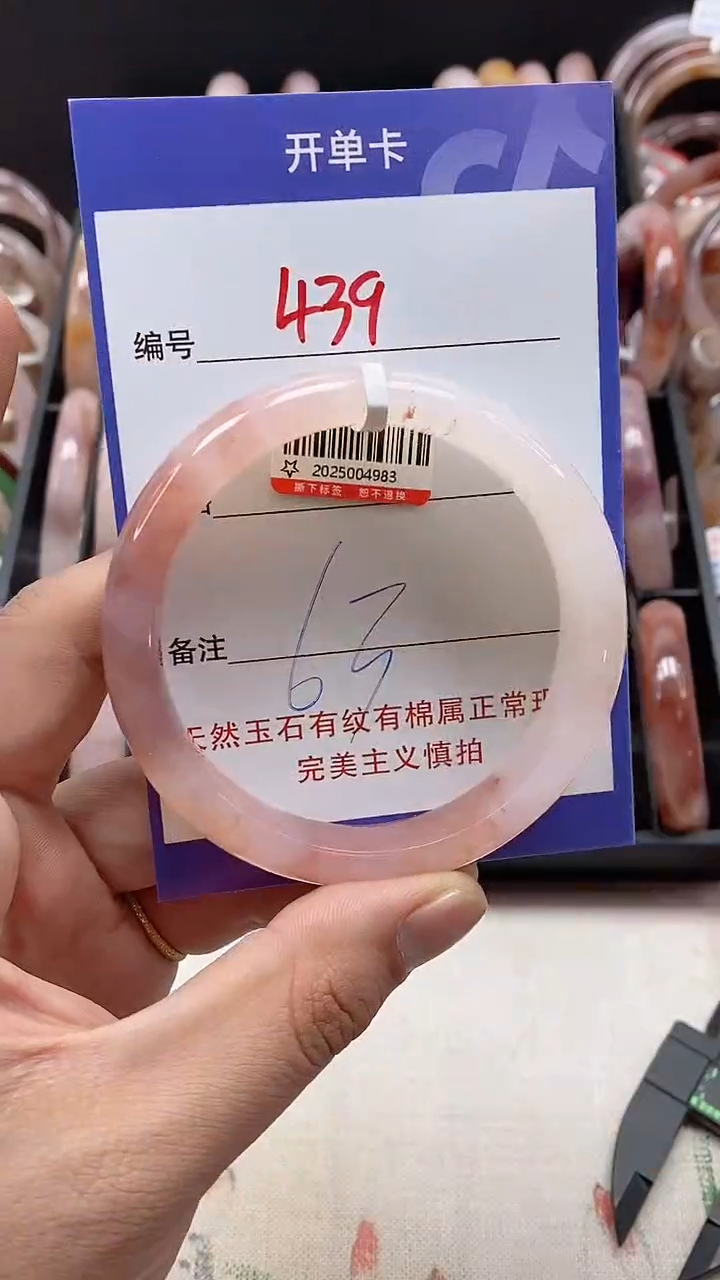 开单卡
编号 439
2025004983
撕下标签 恕不退换
备注
天然玉石有纹有棉属正常现
完美主义慎拍